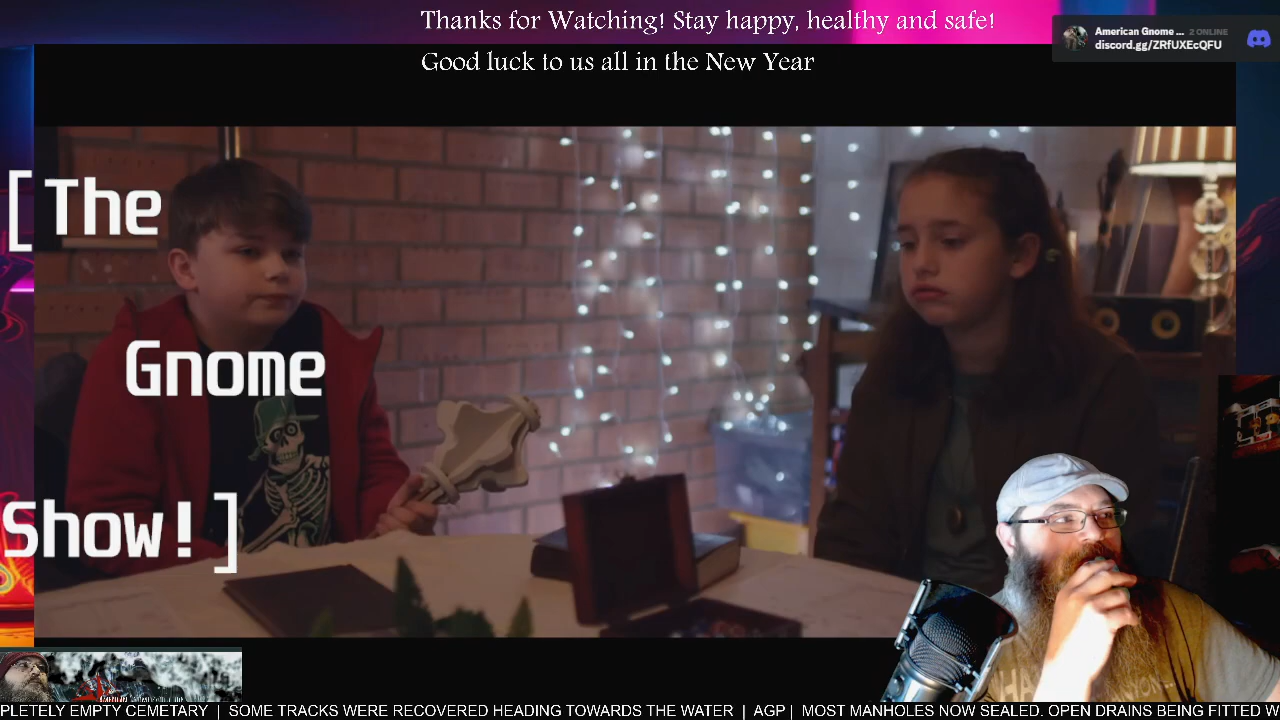 Thanks for Watching! Stay happy, healthy and safe!
Good luck to us all in the New Year
American Gnome ... 2 ONLINE
discord.gg/ZRfUXEcQFU
[The
Gnome
Show!]
PLETELY EMPTY CEMETARY | SOME TRACKS WERE RECOVERED HEADING TOWARDS THE WATER | AGP | MOST MANHOLES NOW SEALED. OPEN DRAINS BEING FITTED W